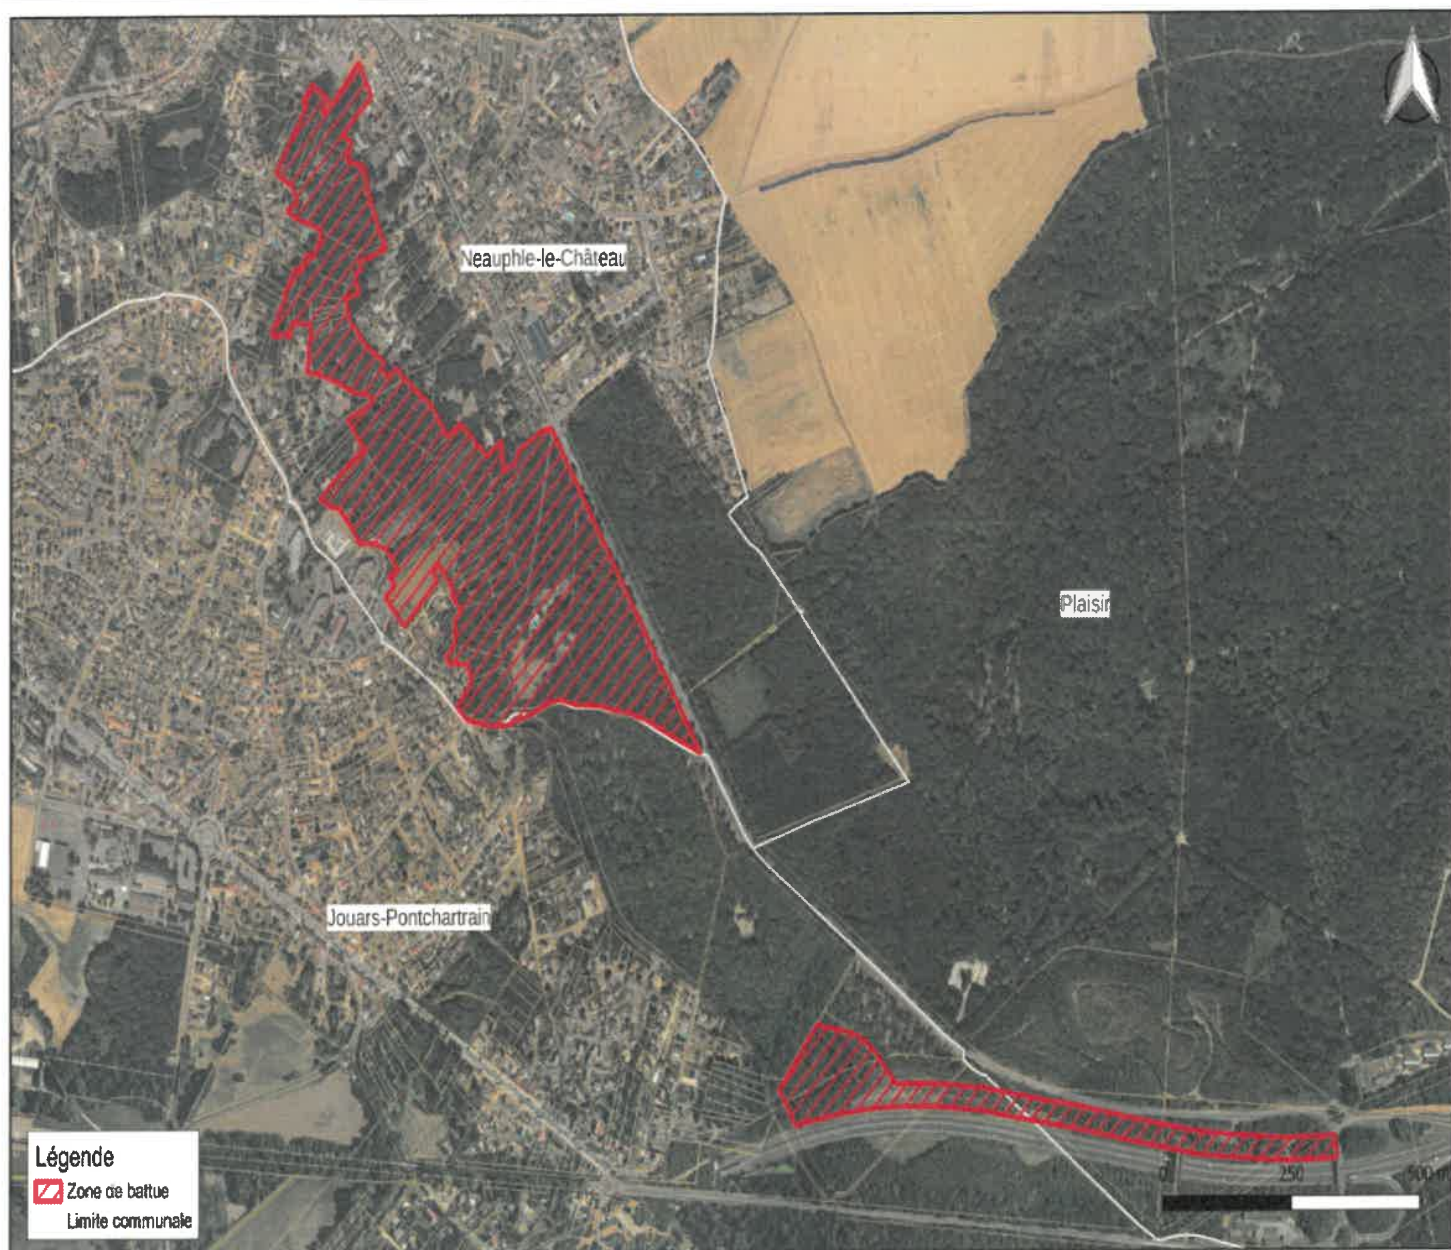 Neauphle-le-Château
Plaisir
Jouars-Pontchartrain
Légende
Zone de battue
Limite communale
0 250 500 m